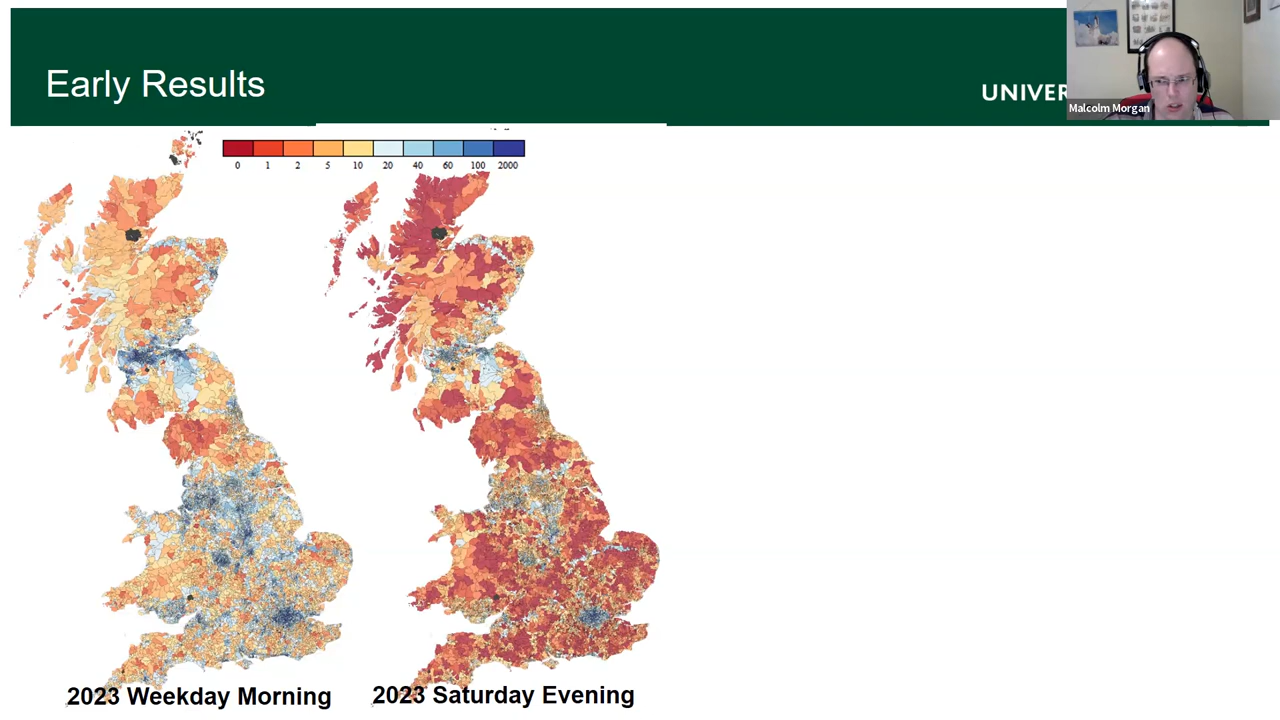 Early Results
UNIVER
Malcolm Morgan
0 1 2 5 10 20 40 60 100 2000
2023 Weekday Morning
2023 Saturday Evening